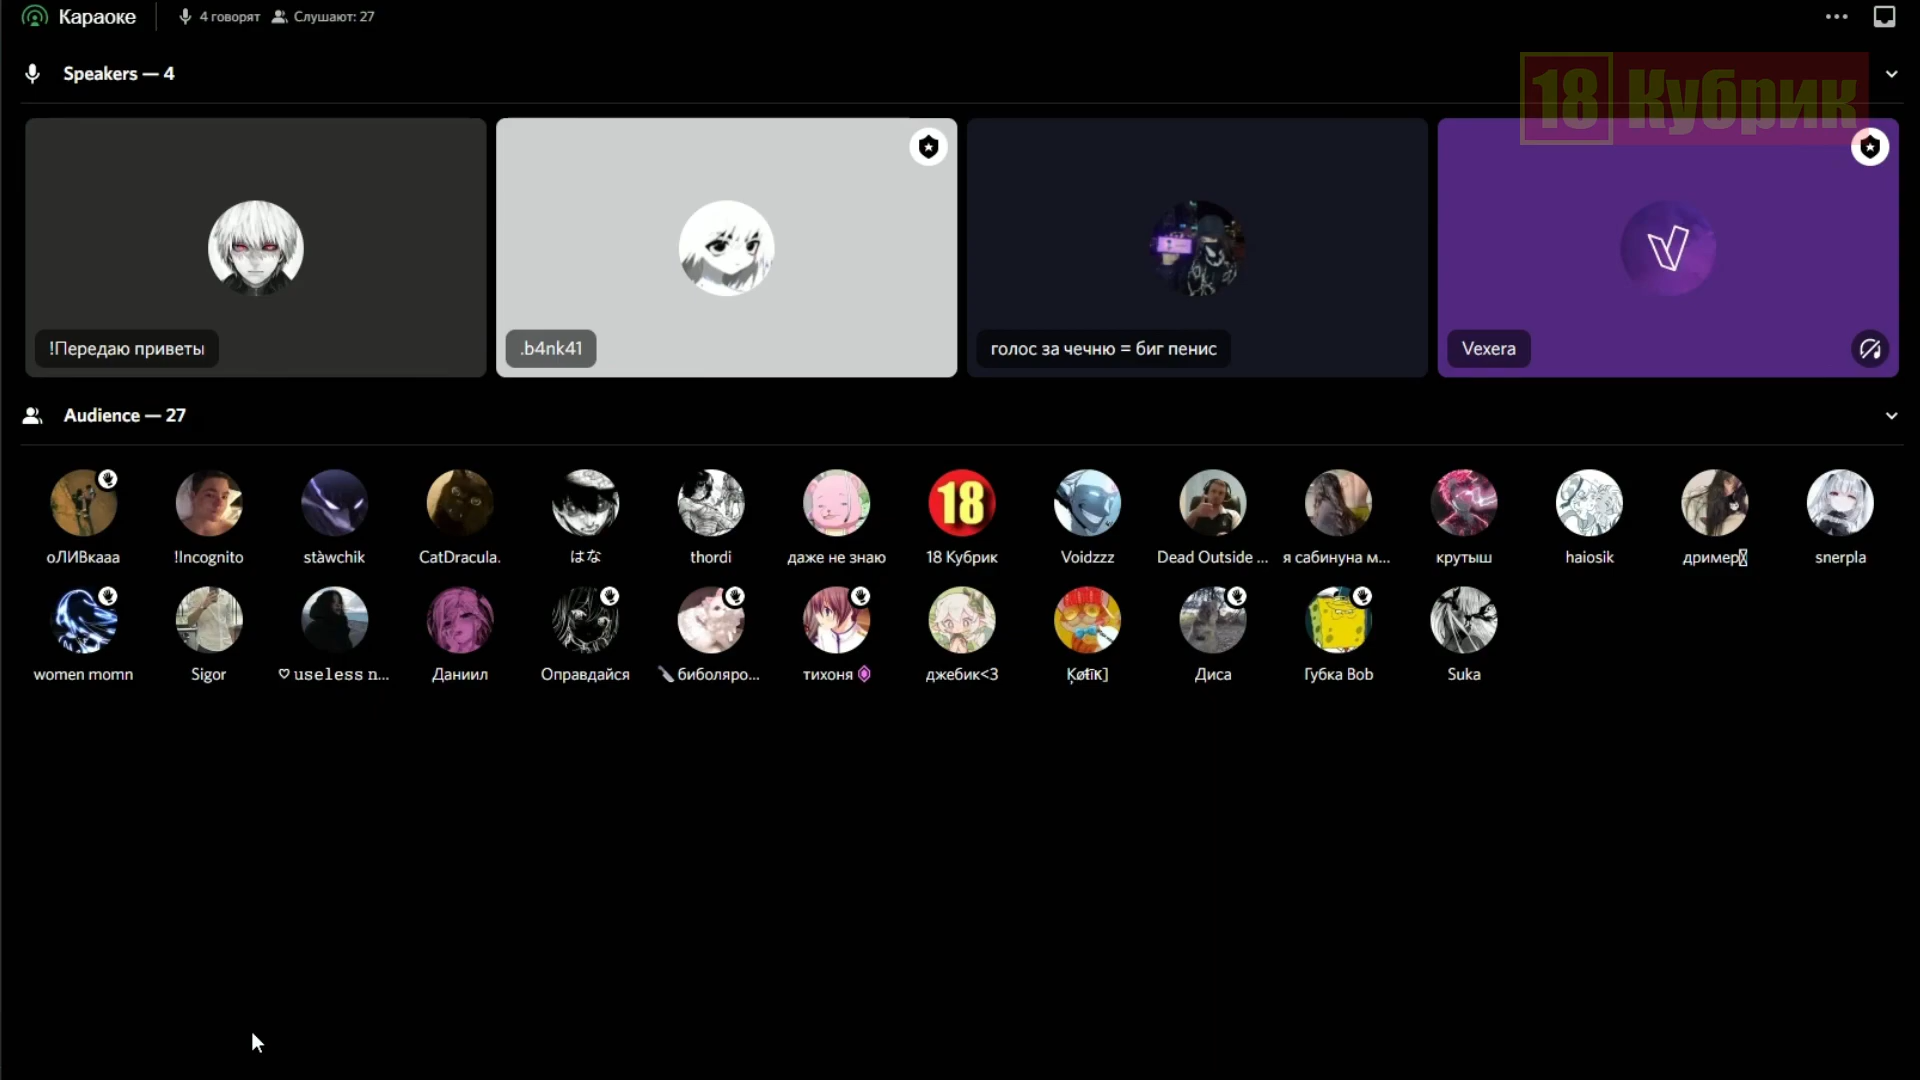 Караоке
4 говорят
Слушают: 27
Speakers — 4
18 Кубрик
!Передаю приветы
.b4nk41
голос за чечню = биг пенис
Vexera
Audience — 27
18
оЛИВкааа
!Incognito
stàwchik
CatDracula.
はな
thordi
даже не знаю
18 Кубрик
Voidzzz
Dead Outside ...
я сабинуна м...
крутыш
haiosik
дример
snerpla
women momn
Sigor
♡ useless n...
Даниил
Оправдайся
биболяро...
тихоня
джебик<3
Диса
Губка Bob
Suka